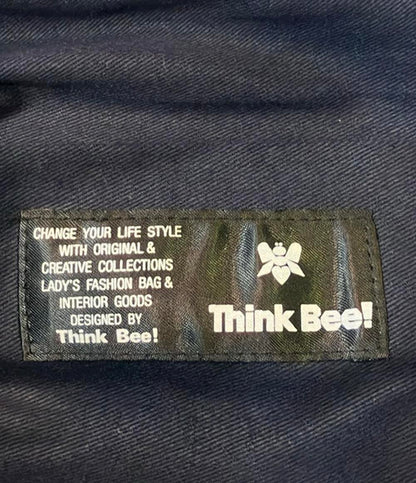 CHANGE YOUR LIFE STYLE
WITH ORIGINAL &
CREATIVE COLLECTIONS
LADY'S FASHION BAG &
INTERIOR GOODS
DESIGNED BY
Think Bee!
Think Bee!